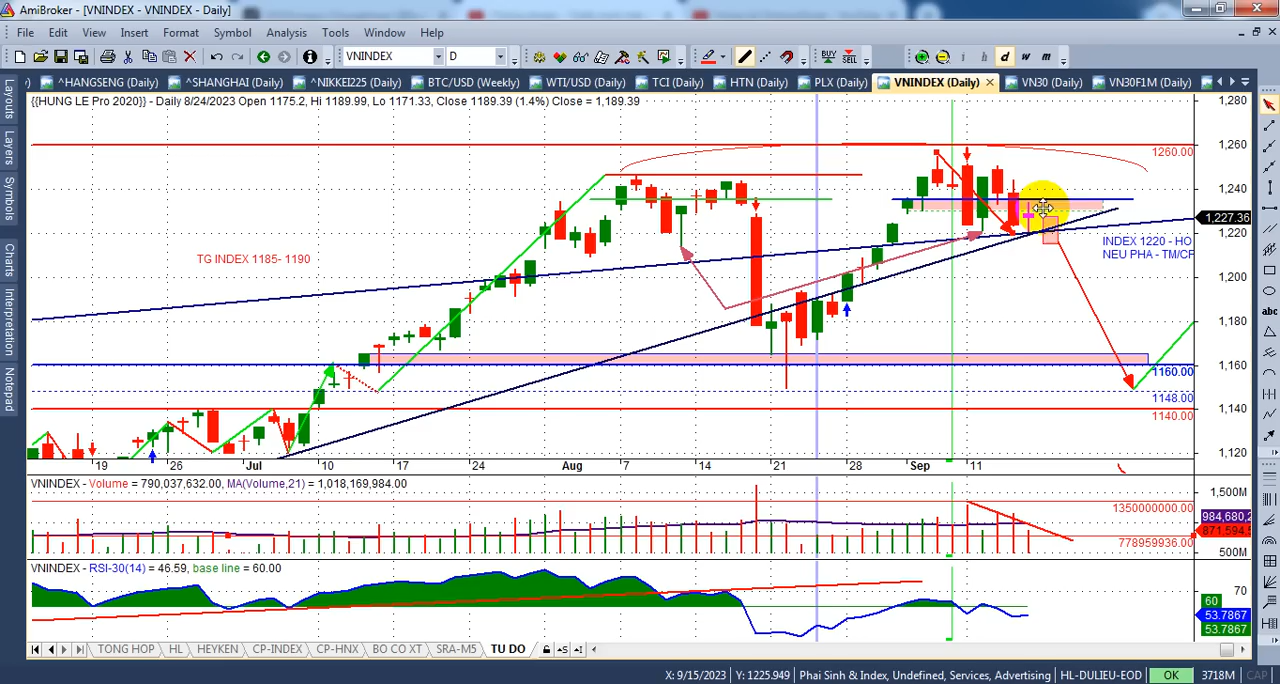 AmiBroker - [VNINDEX - VNINDEX - Daily]
File Edit View Insert Format Symbol Analysis Tools Window Help
VNINDEX D BUY SELL i h d w m
^HANGSENG (Daily) ^SHANGHAI (Daily) ^NIKKEI225 (Daily) BTC/USD (Weekly) WTI/USD (Daily) TCI (Daily) HTN (Daily) PLX (Daily) VNINDEX (Daily) VN30 (Daily) VN30F1M (Daily)
Layouts
Layers
Symbols
Charts
Interpretation
Notepad
abc
{{HUNG LE Pro 2020}} - Daily 8/24/2023 Open 1175.2, Hi 1189.99, Lo 1171.33, Close 1189.39 (1.4%) Close = 1,189.39
1,280
1,260
1260.00
1,240
1,227.36
1,220
INDEX 1220 - HO
NEU PHA - TM/CF
TG INDEX 1185- 1190
1,200
1,180
1,160
1160.00
1148.00
1,140
1140.00
1,120
19 26 Jul 10 17 24 Aug 7 14 21 28 Sep 11
VNINDEX - Volume = 790,037,632.00, MA(Volume,21) = 1,018,169,984.00
1,500M
1350000000.00
984,680,2
871,594,5
778959936.00
500M
VNINDEX - RSI-30(14) = 46.59, base line = 60.00
70
60
53.7867
53.7867
TONG HOP HL HEYKEN CP-INDEX CP-HNX BO CO XT SRA-M5 TU DO
X: 9/15/2023 Y: 1225.949 Phai Sinh & Index, Undefined, Services, Advertising HL-DULIEU-EOD OK 3718M CAP